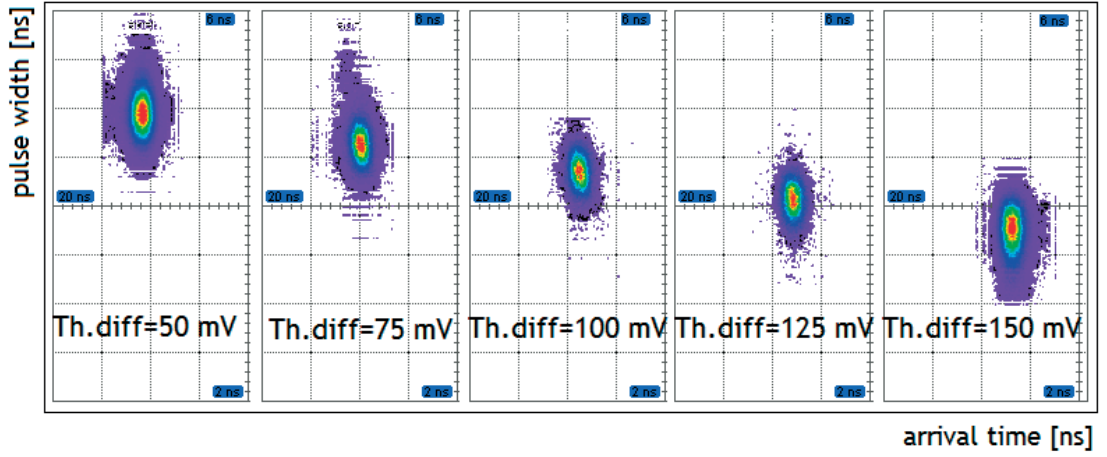 pulse width [ns]
6 ns
6 ns
6 ns
6 ns
6 ns
20 ns
20 ns
20 ns
20 ns
20 ns
Th.diff=50 mV
Th.diff=75 mV
Th.diff=100 mV
Th.diff=125 mV
Th.diff=150 mV
2 ns
2 ns
2 ns
2 ns
2 ns
arrival time [ns]